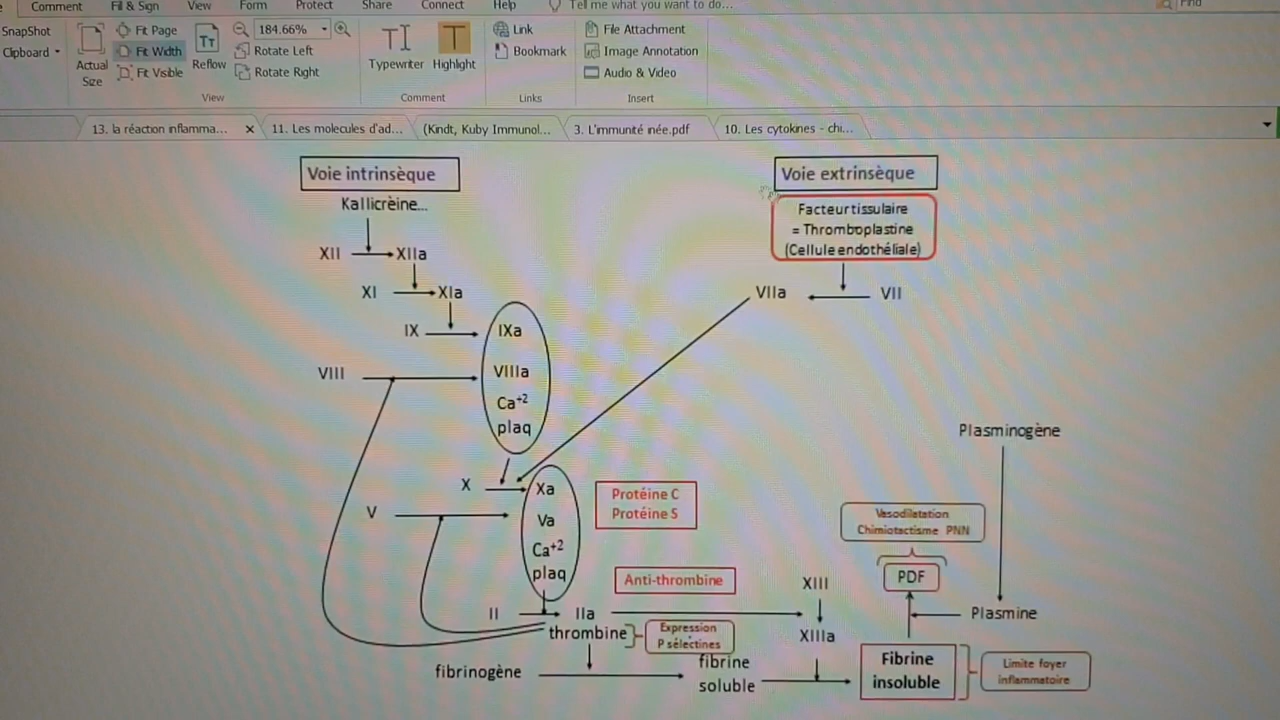 Comment
Fill & Sign
View
Form
Protect
Share
Connect
Help
Tell me what you want to do...
Find
SnapShot
Clipboard
Actual
Size
Fit Page
Fit Width
Fit Visible
Reflow
184.66%
Rotate Left
Rotate Right
View
Typewriter
Highlight
Comment
Link
Bookmark
Links
File Attachment
Image Annotation
Audio & Video
Insert
13. la réaction inflamma...
11. Les molecules d'ad...
(Kindt, Kuby Immunol...
3. L'immunité inée.pdf
10. Les cytokines - chi...
Voie intrinsèque
Voie extrinsèque
Kallicrèine...
Facteur tissulaire
= Thromboplastine
(Cellule endothéliale)
XII
XIIa
XI
XIa
VIIa
VII
IX
IXa
VIII
VIIIa
Ca+2
plaq
Plasminogène
X
Xa
Protéine C
Protéine S
V
Va
Ca+2
plaq
Vasodilatation
Chimiotactisme PNN
Anti-thrombine
XIII
PDF
II
IIa
Plasmine
thrombine
Expression
P sélectines
XIIIa
fibrinogène
fibrine
soluble
Fibrine
insoluble
Limite foyer
inflammatoire